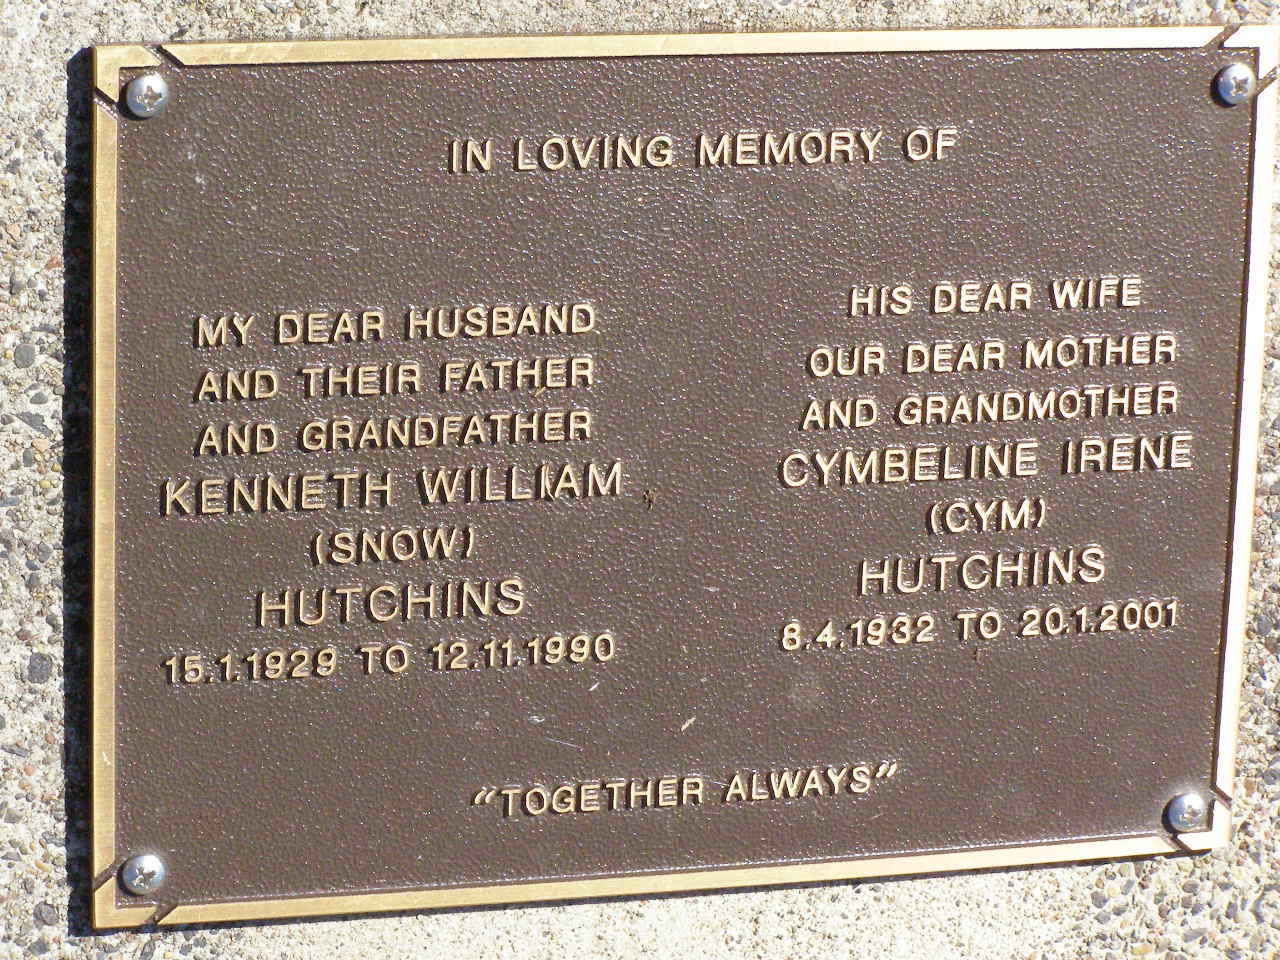 IN LOVING MEMORY OF
MY DEAR HUSBAND
AND THEIR FATHER
AND GRANDFATHER
KENNETH WILLIAM
(SNOW)
HUTCHINS
15.1.1929 TO 12.11.1990
HIS DEAR WIFE
OUR DEAR MOTHER
AND GRANDMOTHER
CYMBELINE IRENE
(CYM)
HUTCHINS
8.4.1932 TO 20.1.2001
"TOGETHER ALWAYS"